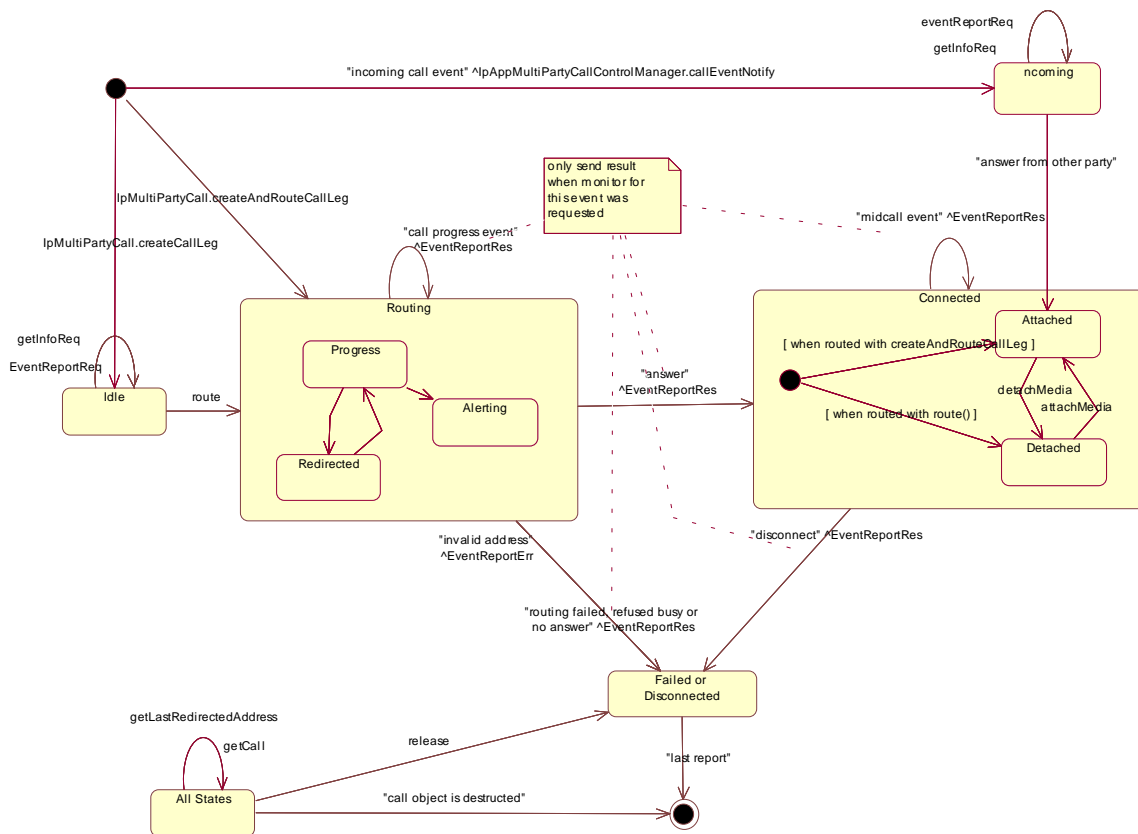 eventReportReq
getInfoReq
"incoming call event" ^IpAppMultiPartyCallControlManager.callEventNotify
ncoming
"answer from other party"
only send result
when monitor for
this event was
requested
IpMultiPartyCall.createAndRouteCallLeg
"midcall event" ^EventReportRes
"call progress event"
^EventReportRes
IpMultiPartyCall.createCallLeg
Routing
Connected
getInfoReq
EventReportReq
Progress
Attached
[ when routed with createAndRouteCallLeg ]
"answer"
^EventReportRes
Idle
route
Alerting
detachMedia
attachMedia
[ when routed with route() ]
Redirected
Detached
"invalid address"
^EventReportErr
"disconnect" ^EventReportRes
"routing failed, refused busy or
no answer" ^EventReportRes
Failed or
Disconnected
getLastRedirectedAddress
getCall
release
"last report"
All States
"call object is destructed"